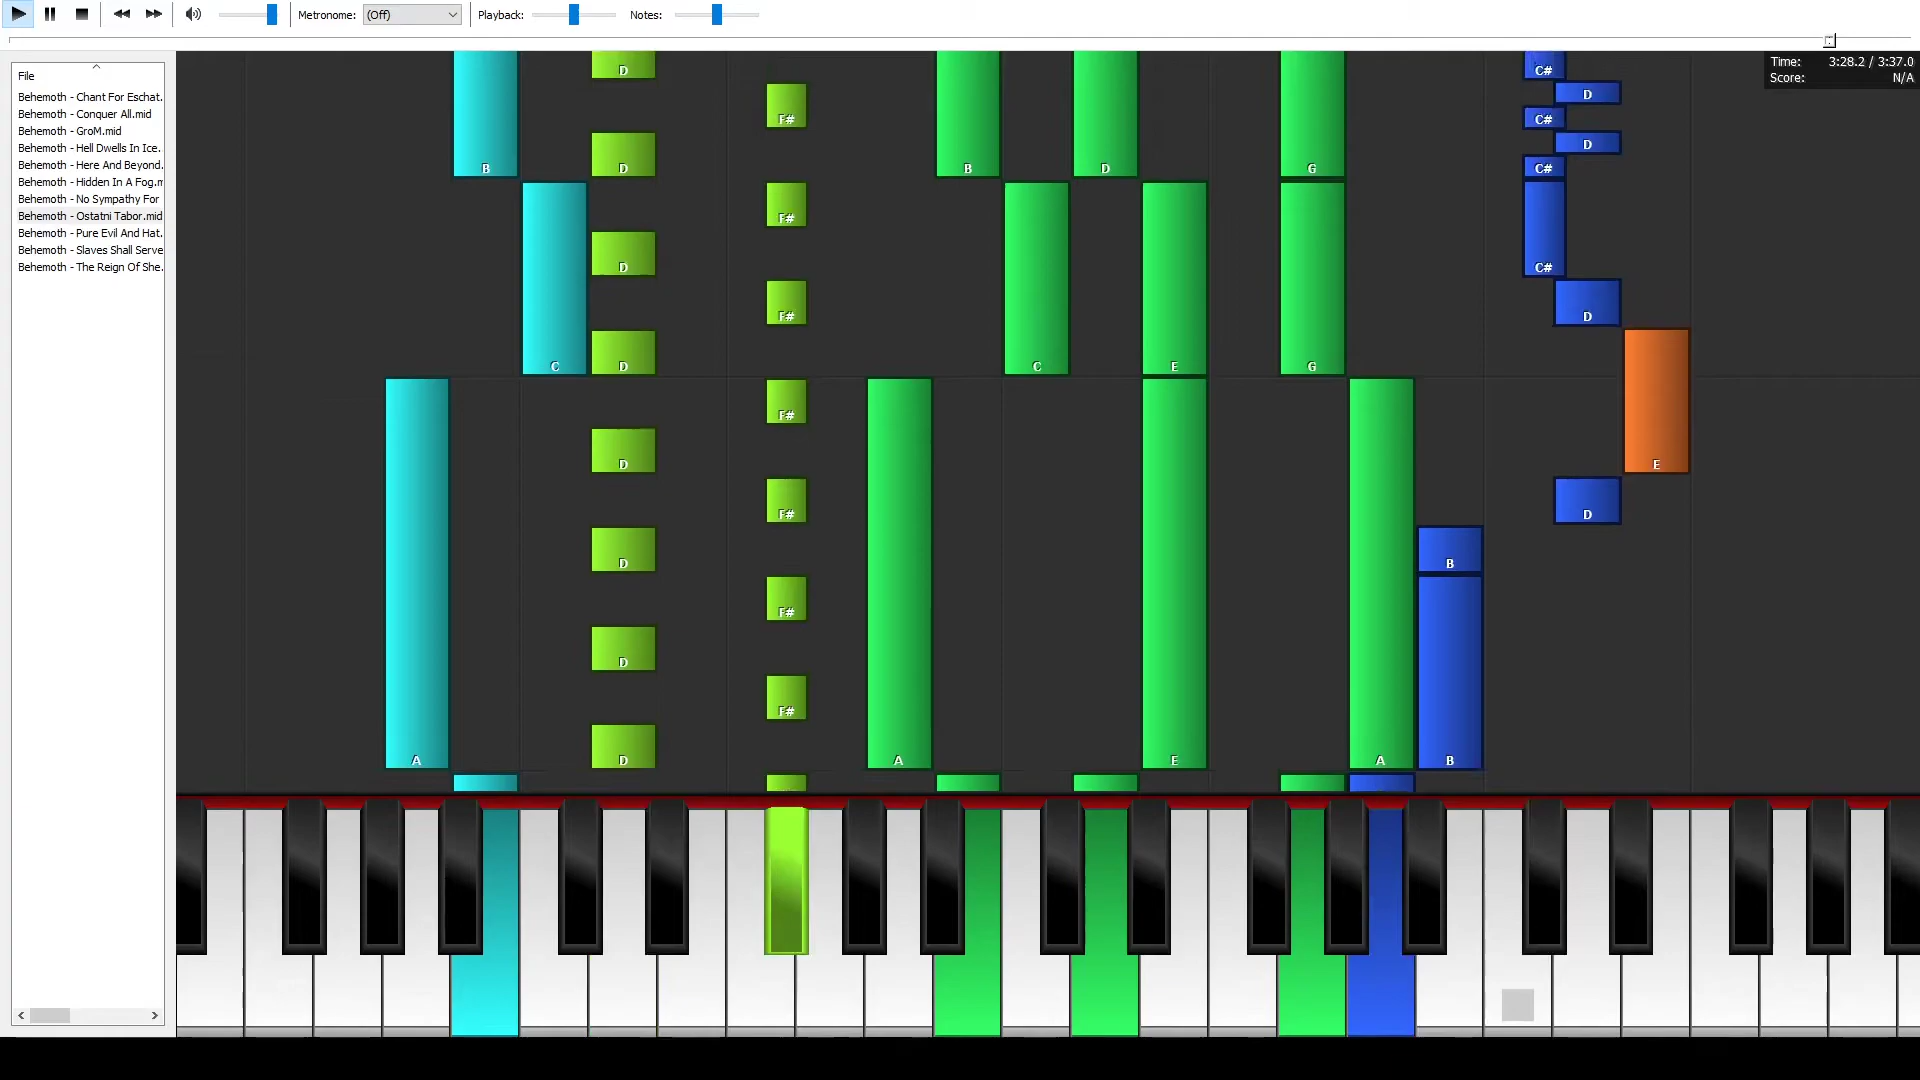 Metronome: (Off) Playback: Notes:
Time: 3:28.2 / 3:37.0
Score: N/A
File
Behemoth - Chant For Eschat.
Behemoth - Conquer All.mid
Behemoth - GroM.mid
Behemoth - Hell Dwells In Ice.
Behemoth - Here And Beyond.
Behemoth - Hidden In A Fog.m
Behemoth - No Sympathy For
Behemoth - Ostatni Tabor.mid
Behemoth - Pure Evil And Hat.
Behemoth - Slaves Shall Serve
Behemoth - The Reign Of She.
D C#
D
F# C#
D
B D B D G C#
F#
D C#
F# D
C D C E G
F#
D E
F# D
D B
F#
D
F#
A D A E A B